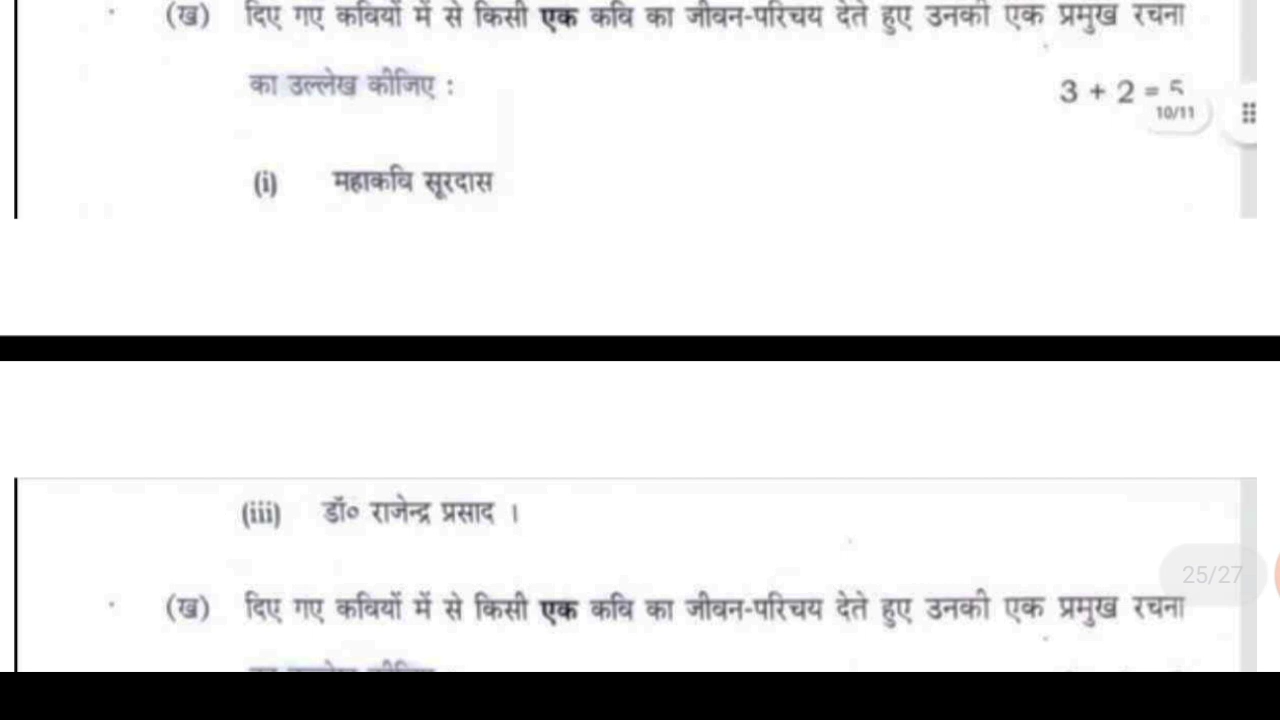 (ख) दिए गए कवियों में से किसी एक कवि का जीवन-परिचय देते हुए उनकी एक प्रमुख रचना
का उल्लेख कीजिए : 3 + 2 = 5
10/11
(i) महाकवि सूरदास
(iii) डॉ० राजेन्द्र प्रसाद ।
25/27
(ख) दिए गए कवियों में से किसी एक कवि का जीवन-परिचय देते हुए उनकी एक प्रमुख रचना